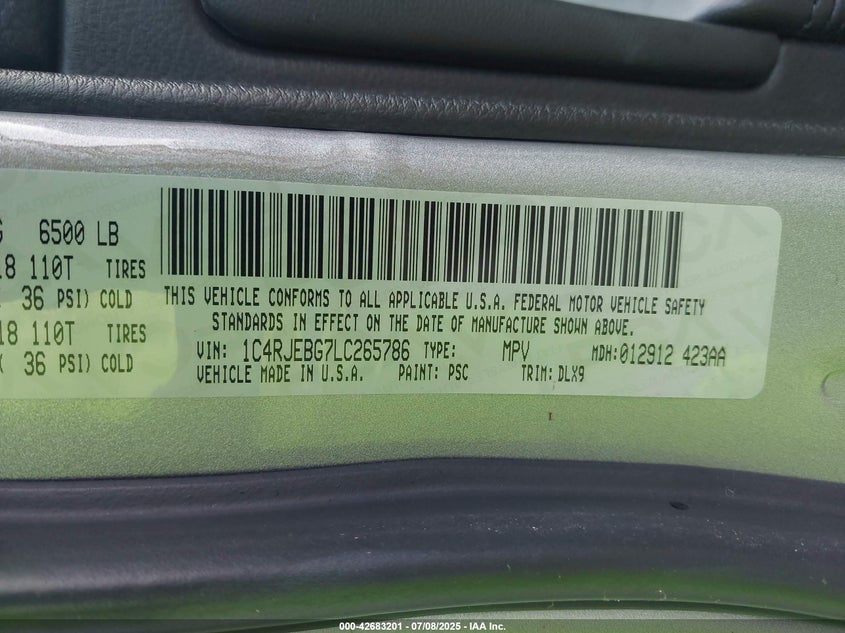 G 6500 LB
18 110T TIRES
36 PSI) COLD
18 110T TIRES
( 36 PSI) COLD
THIS VEHICLE CONFORMS TO ALL APPLICABLE U.S.A. FEDERAL MOTOR VEHICLE SAFETY
STANDARDS IN EFFECT ON THE DATE OF MANUFACTURE SHOWN ABOVE.
VIN: 1C4RJEBG7LC265786 TYPE: MPV MDH:012912 423AA
VEHICLE MADE IN U.S.A. PAINT: PSC TRIM: DLX9
000-42683201 - 07/08/2025 - IAA Inc.